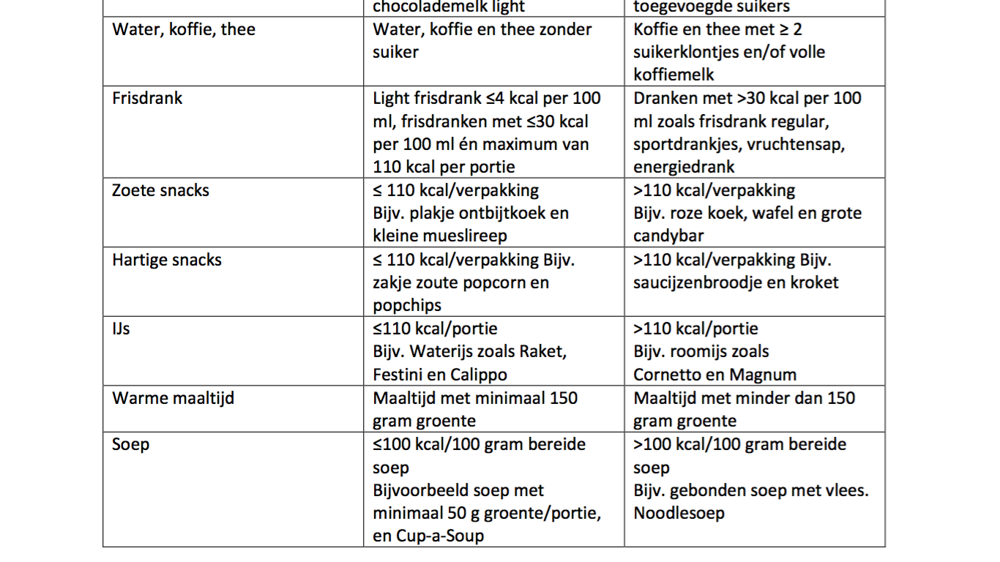 chocolademelk light
toegevoegde suikers
Water, koffie, thee
Water, koffie en thee zonder
suiker
Koffie en thee met ≥ 2
suikerklontjes en/of volle
koffiemelk
Frisdrank
Light frisdrank ≤4 kcal per 100
ml, frisdranken met ≤30 kcal
per 100 ml én maximum van
110 kcal per portie
Dranken met >30 kcal per 100
ml zoals frisdrank regular,
sportdrankjes, vruchtensap,
energiedrank
Zoete snacks
≤ 110 kcal/verpakking
Bijv. plakje ontbijtkoek en
kleine mueslireep
>110 kcal/verpakking
Bijv. roze koek, wafel en grote
candybar
Hartige snacks
≤ 110 kcal/verpakking Bijv.
zakje zoute popcorn en
popchips
>110 kcal/verpakking Bijv.
saucijzenbroodje en kroket
IJs
≤110 kcal/portie
Bijv. Waterijs zoals Raket,
Festini en Calippo
>110 kcal/portie
Bijv. roomijs zoals
Cornetto en Magnum
Warme maaltijd
Maaltijd met minimaal 150
gram groente
Maaltijd met minder dan 150
gram groente
Soep
≤100 kcal/100 gram bereide
soep
Bijvoorbeeld soep met
minimaal 50 g groente/portie,
en Cup-a-Soup
>100 kcal/100 gram bereide
soep
Bijv. gebonden soep met vlees.
Noodlesoep